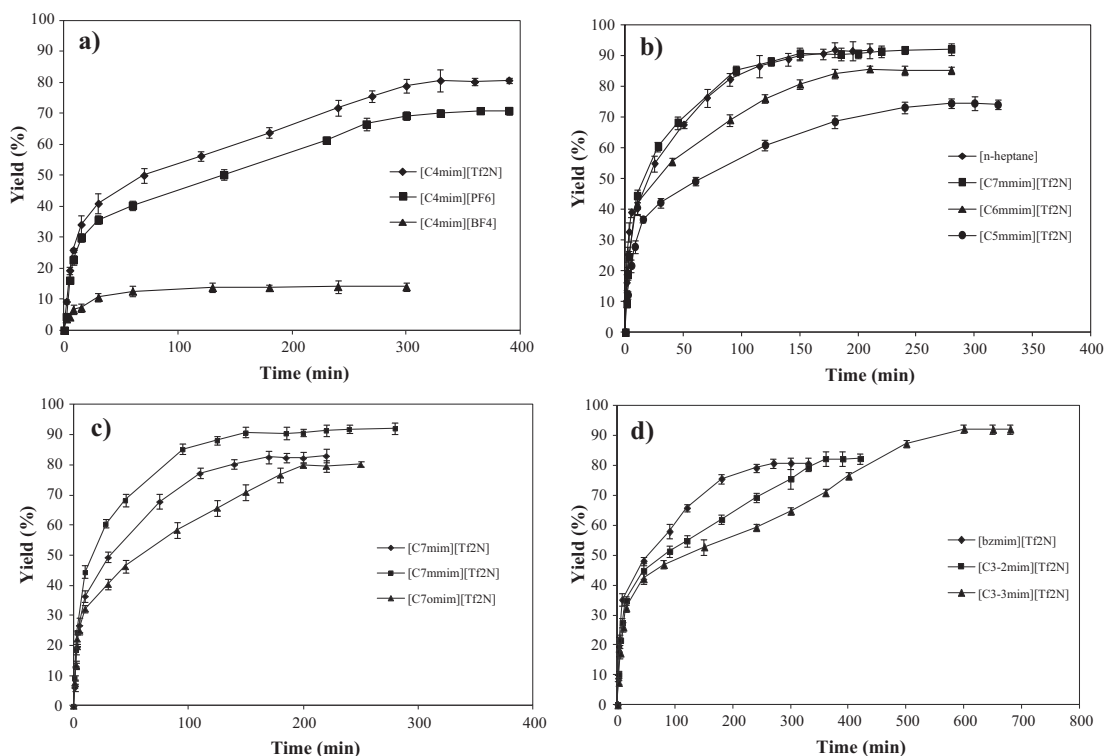 a)
100
90
80
70
60
50
40
30
20
10
0
Yield (%)
[C4mim][Tf2N]
[C4mim][PF6]
[C4mim][BF4]
0 100 200 300 400
Time (min)
b)
100
90
80
70
60
50
40
30
20
10
0
Yield (%)
[n-heptane]
[C7mmim][Tf2N]
[C6mmim][Tf2N]
[C5mmim][Tf2N]
0 50 100 150 200 250 300 350 400
Time (min)
c)
100
90
80
70
60
50
40
30
20
10
0
Yield (%)
[C7mim][Tf2N]
[C7mmim][Tf2N]
[C7omim][Tf2N]
0 100 200 300 400
Time (min)
d)
100
90
80
70
60
50
40
30
20
10
0
Yield (%)
[bzmim][Tf2N]
[C3-2mim][Tf2N]
[C3-3mim][Tf2N]
0 100 200 300 400 500 600 700 800
Time (min)